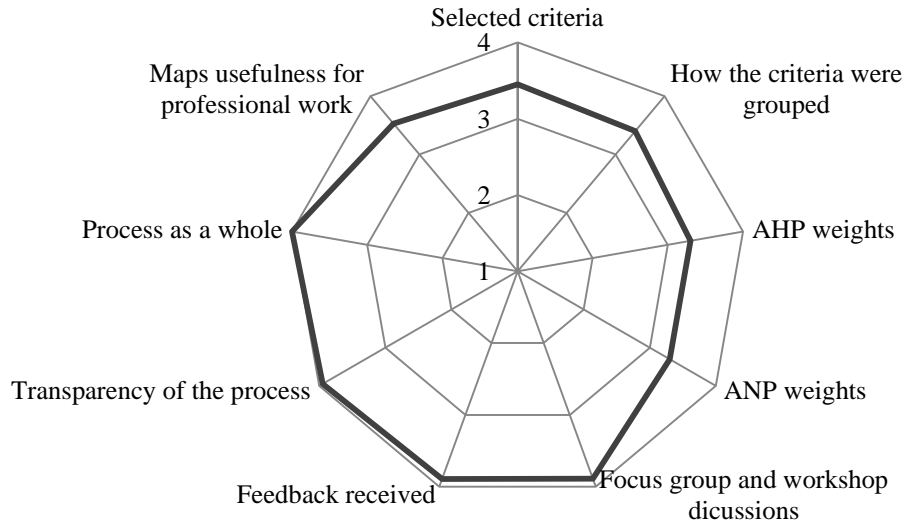 Selected criteria
4
Maps usefulness for
professional work
How the criteria were
grouped
3
2
Process as a whole
AHP weights
1
Transparency of the process
ANP weights
Feedback received
Focus group and workshop
dicussions